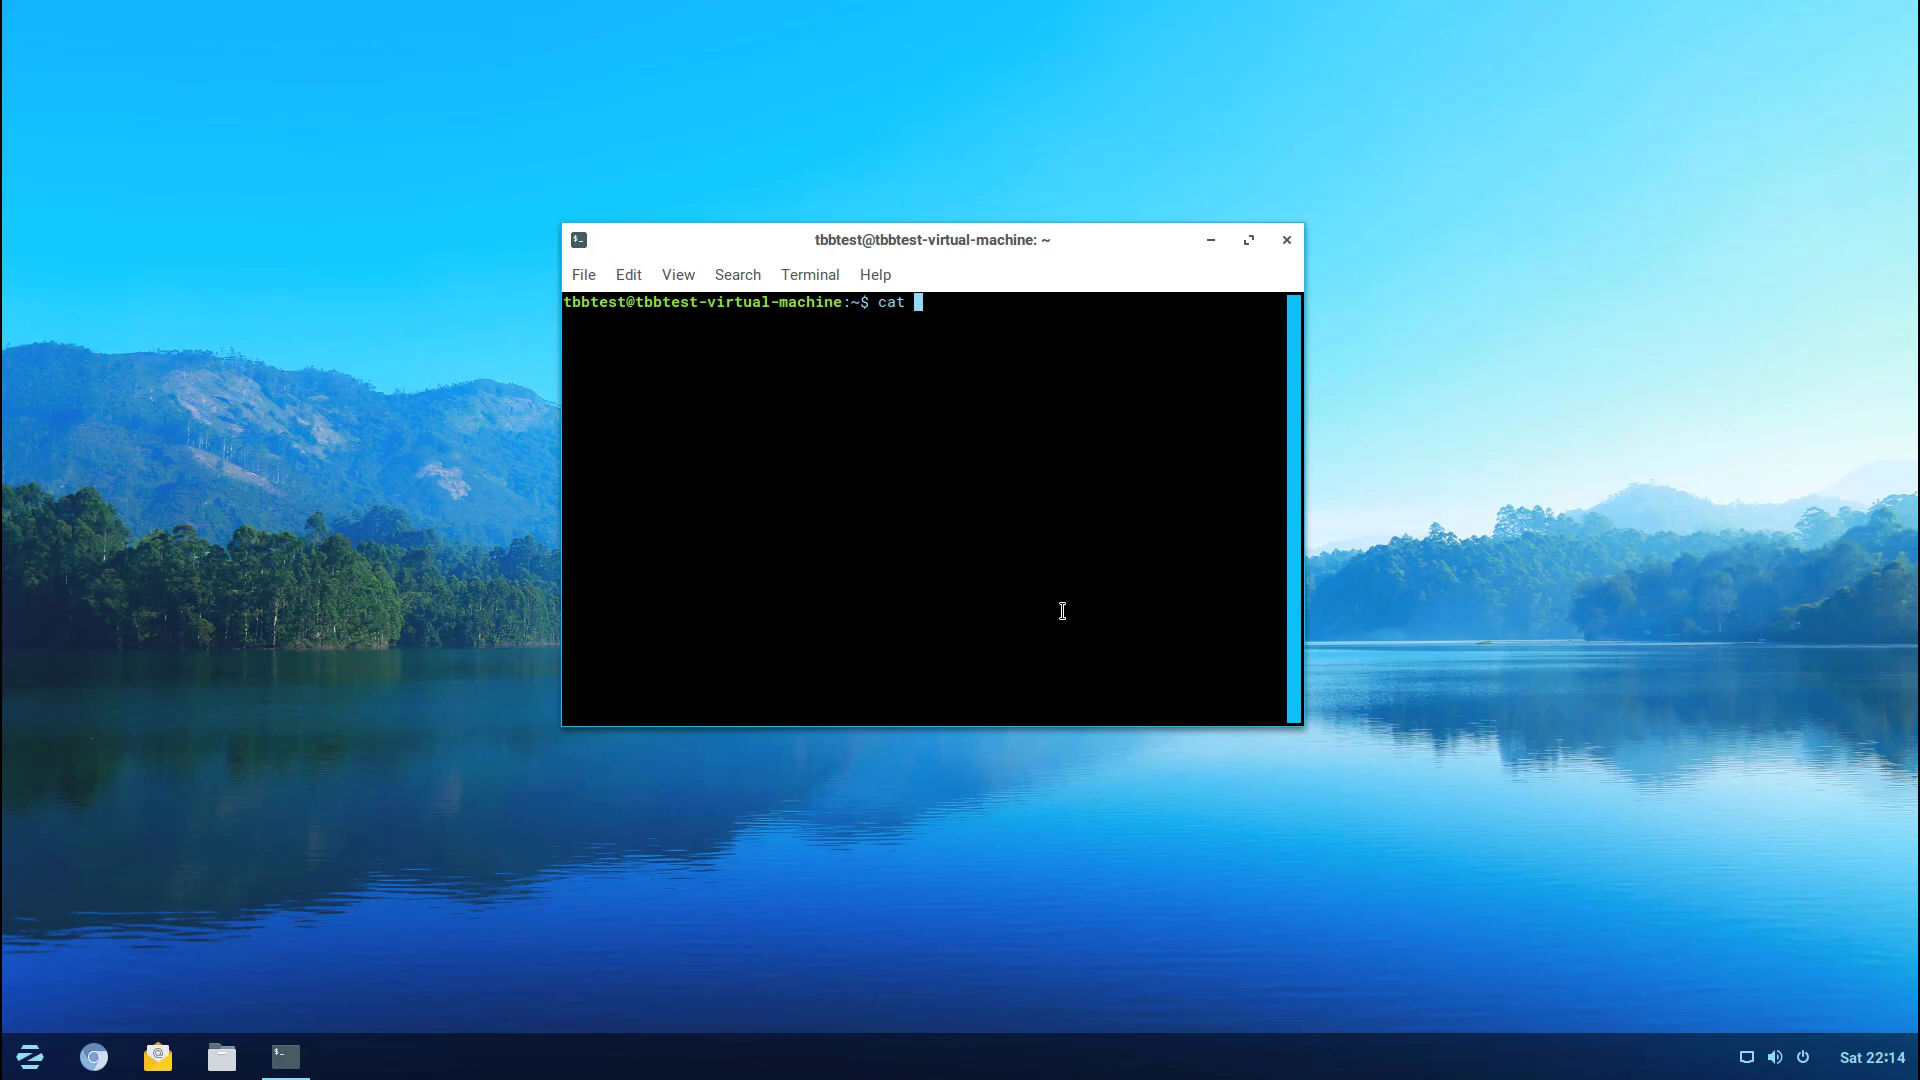 tbbtest@tbbtest-virtual-machine: ~
File Edit View Search Terminal Help
tbbtest@tbbtest-virtual-machine:~$ cat
Sat 22:14